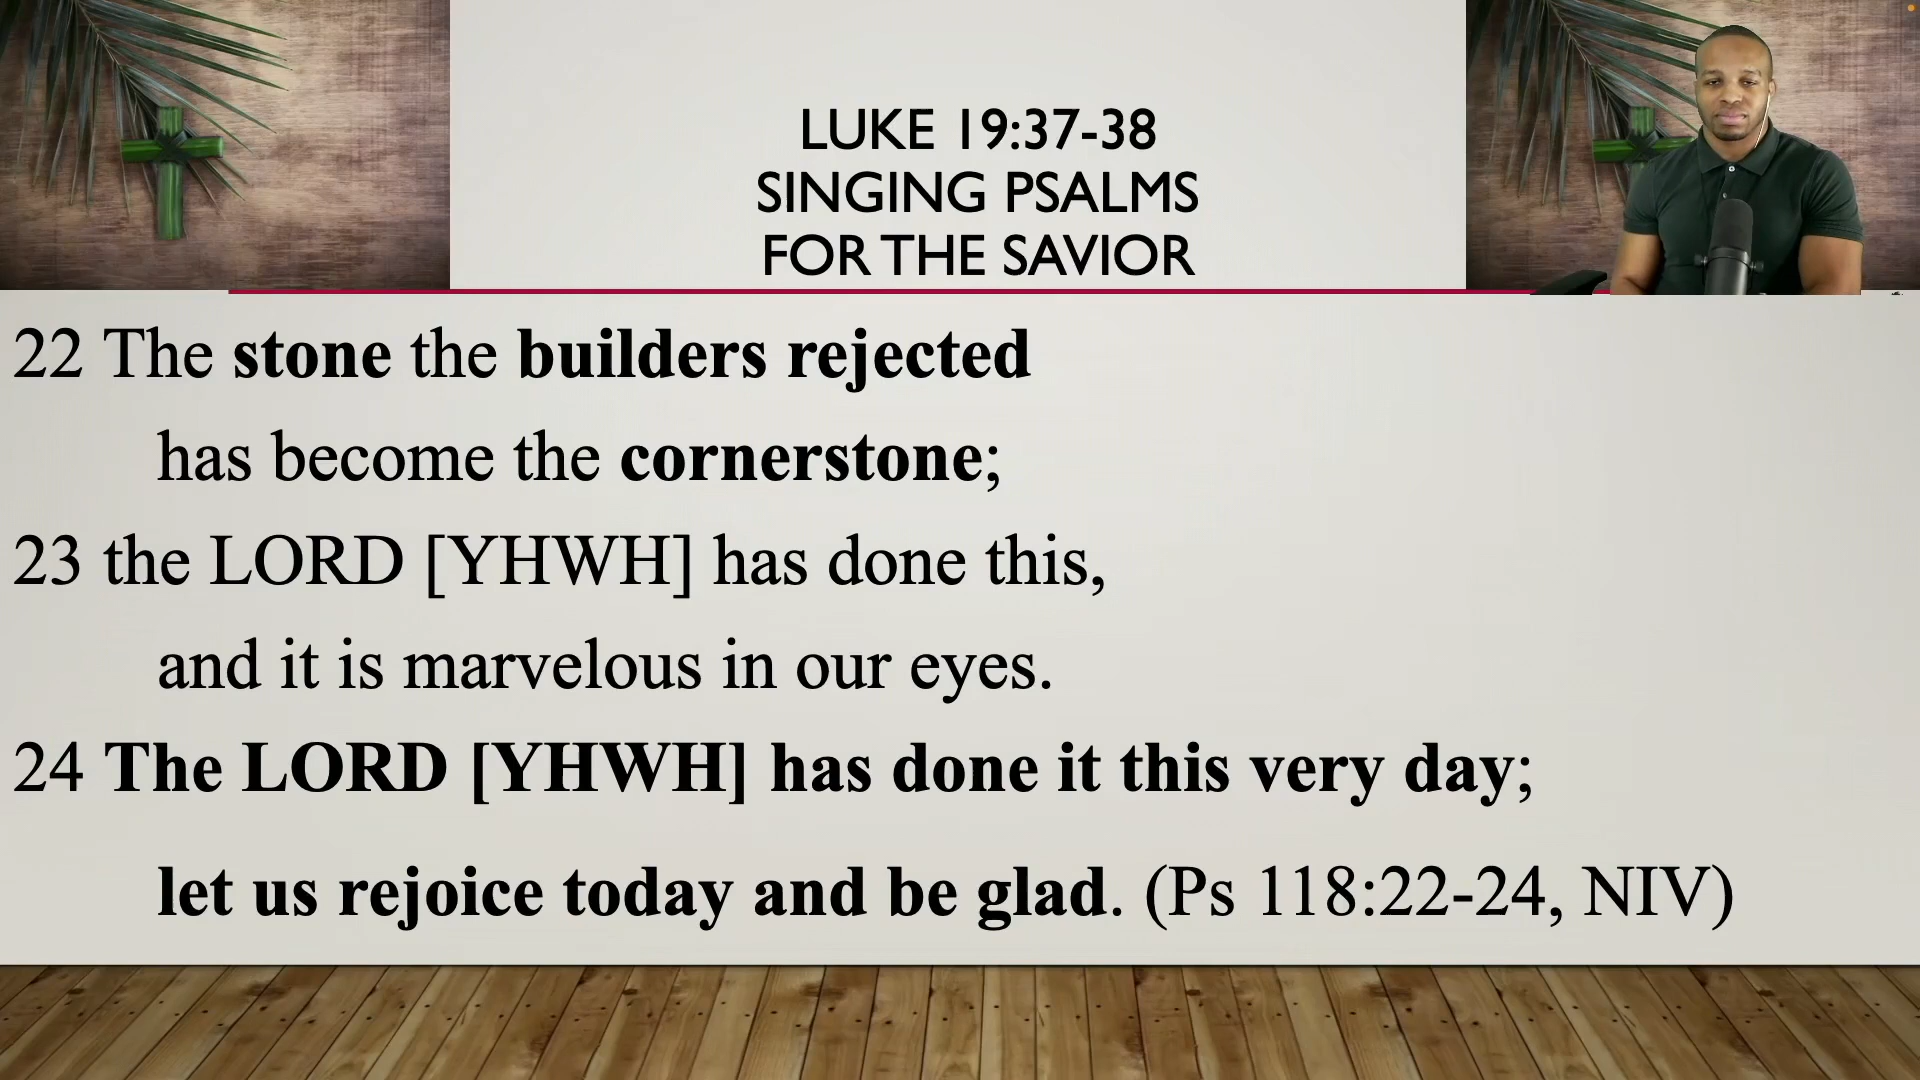 LUKE 19:37-38
SINGING PSALMS
FOR THE SAVIOR
22 The stone the builders rejected
has become the cornerstone;
23 the LORD [YHWH] has done this,
and it is marvelous in our eyes.
24 The LORD [YHWH] has done it this very day;
let us rejoice today and be glad. (Ps 118:22-24, NIV)